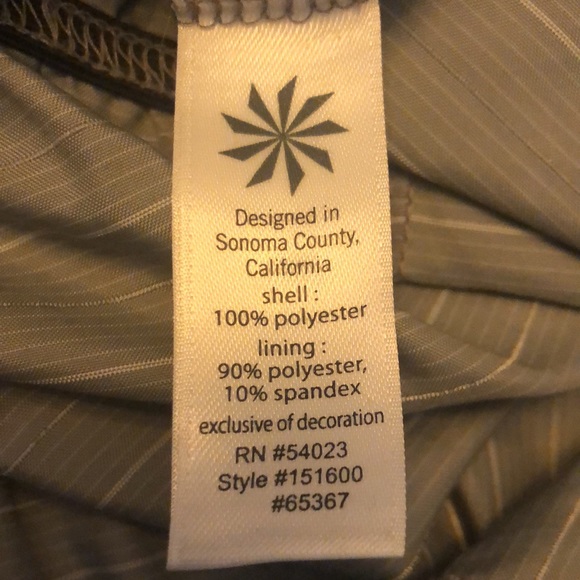 Designed in
Sonoma County,
California
shell :
100% polyester
lining :
90% polyester,
10% spandex
exclusive of decoration
RN #54023
Style #151600
#65367